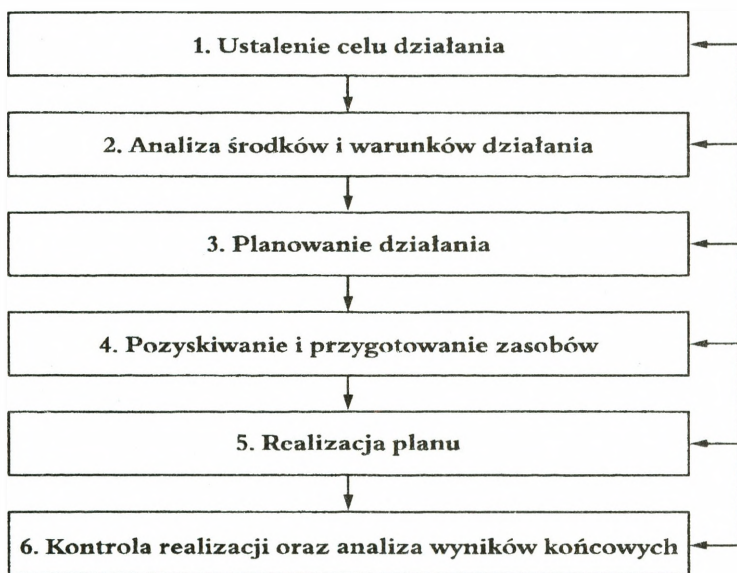 1. Ustalenie celu działania
2. Analiza środków i warunków działania
3. Planowanie działania
4. Pozyskiwanie i przygotowanie zasobów
5. Realizacja planu
6. Kontrola realizacji oraz analiza wyników końcowych